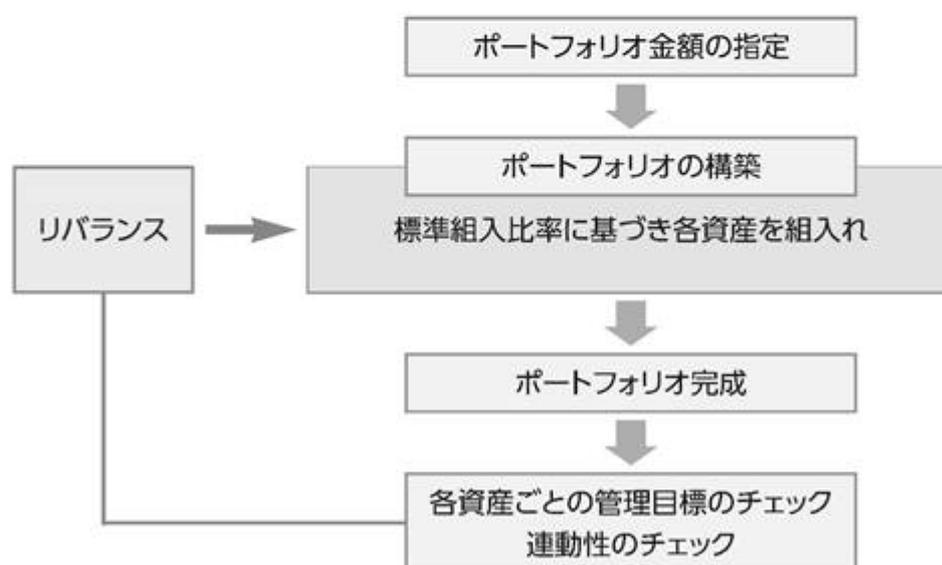 ポートフォリオ金額の指定
ポートフォリオの構築
リバランス
標準組入比率に基づき各資産を組入れ
ポートフォリオ完成
各資産ごとの管理目標のチェック
連動性のチェック